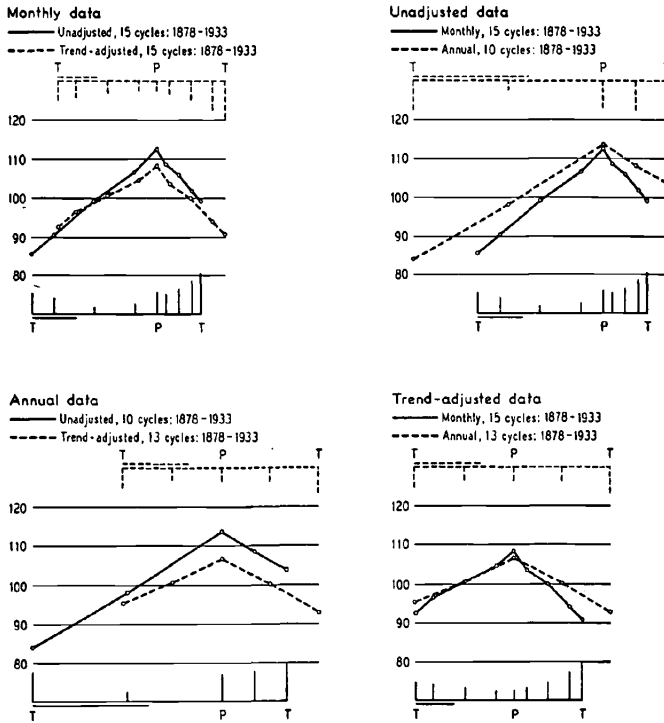 Monthly data
Unadjusted, 15 cycles: 1878-1933
Trend-adjusted, 15 cycles: 1878-1933
T P T
120
110
100
90
80
T P T
Unadjusted data
Monthly, 15 cycles: 1878-1933
Annual, 10 cycles: 1878-1933
T P T
120
110
100
90
80
T P T
Annual data
Unadjusted, 10 cycles: 1878-1933
Trend-adjusted, 13 cycles: 1878-1933
T P T
120
110
100
90
80
T P T
Trend-adjusted data
Monthly, 15 cycles: 1878-1933
Annual, 13 cycles: 1878-1933
T P T
120
110
100
90
80
T P T